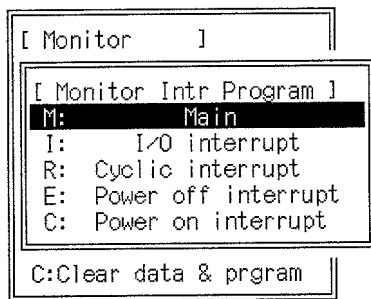 [ Monitor ]
[ Monitor Intr Program ]
M: Main
I: I/O interrupt
R: Cyclic interrupt
E: Power off interrupt
C: Power on interrupt
C:Clear data & prgram